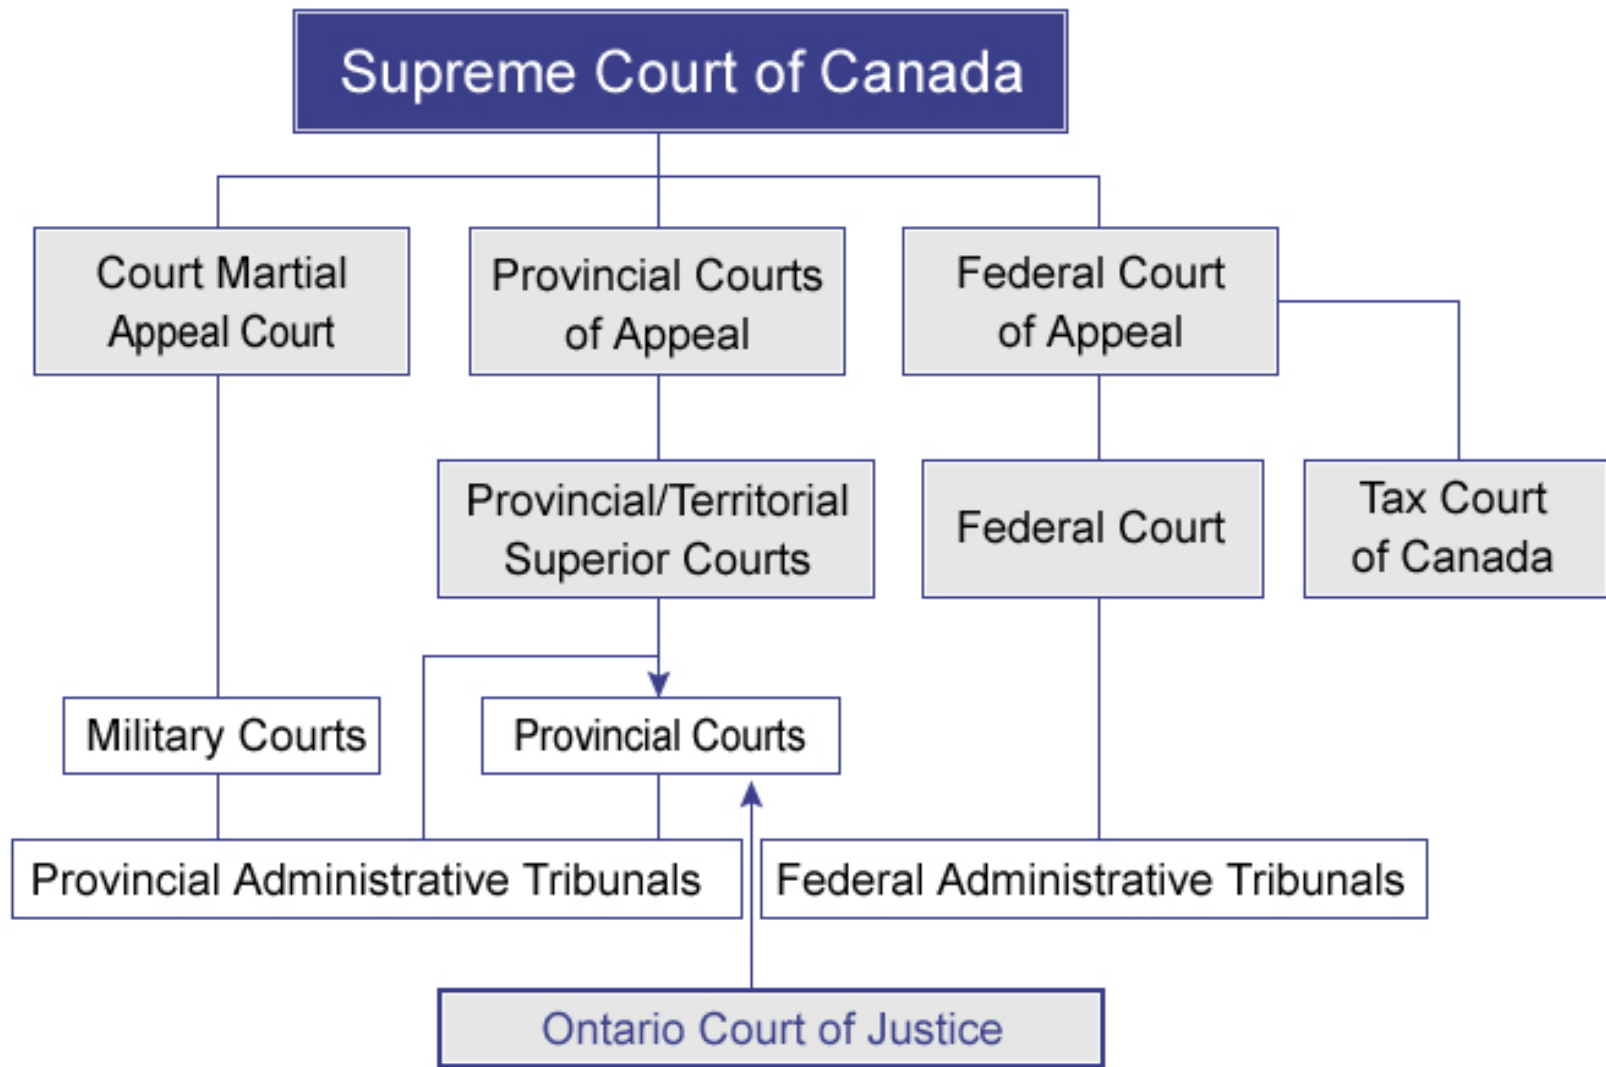 Supreme Court of Canada
Court Martial
Appeal Court
Provincial Courts
of Appeal
Federal Court
of Appeal
Provincial/Territorial
Superior Courts
Federal Court
Tax Court
of Canada
Military Courts
Provincial Courts
Provincial Administrative Tribunals
Federal Administrative Tribunals
Ontario Court of Justice